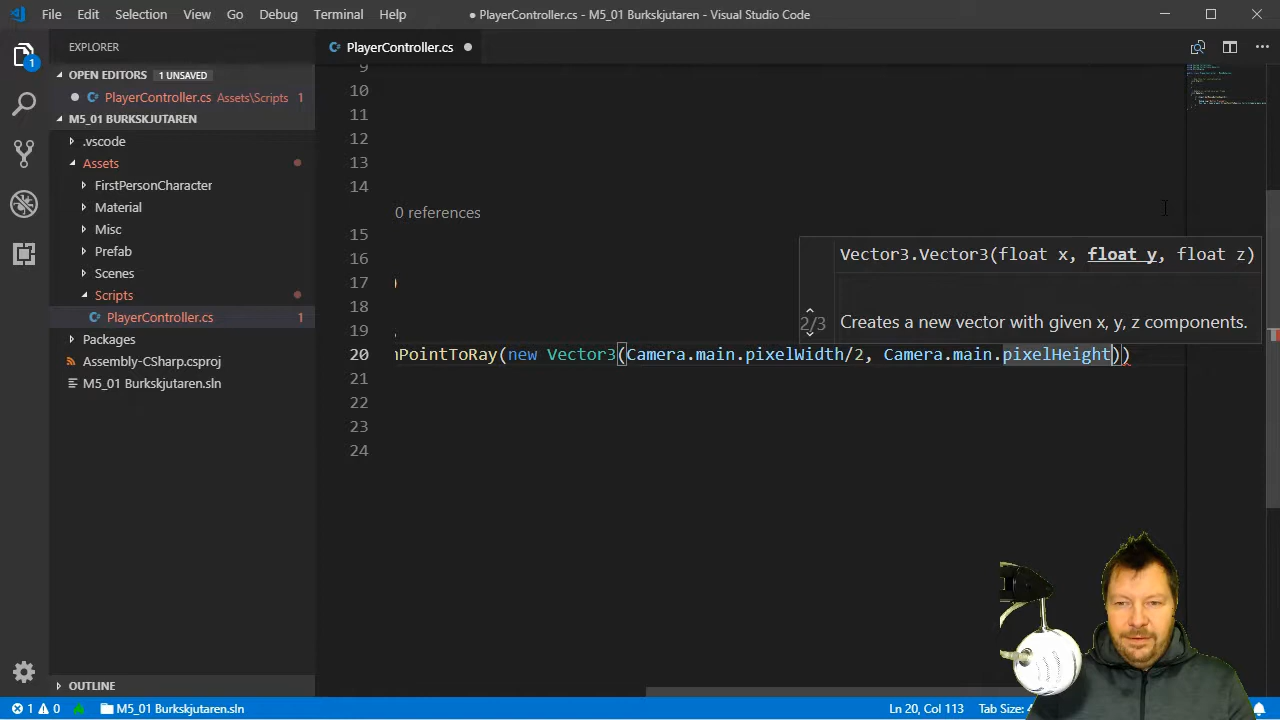 File Edit Selection View Go Debug Terminal Help
● PlayerController.cs - M5_01 Burkskjutaren - Visual Studio Code
EXPLORER
PlayerController.cs
OPEN EDITORS 1 UNSAVED
PlayerController.cs Assets\Scripts 1
M5_01 BURKSKJUTAREN
.vscode
Assets
FirstPersonCharacter
Material
Misc
Prefab
Scenes
Scripts
PlayerController.cs 1
Packages
Assembly-CSharp.csproj
M5_01 Burkskjutaren.sln
OUTLINE
1
9
10
11
12
13
14
0 references
15
16
17
18
19
20 nPointToRay(new Vector3(Camera.main.pixelWidth/2, Camera.main.pixelHeight))
21
22
23
24
Vector3.Vector3(float x, float y, float z)
2/3
Creates a new vector with given x, y, z components.
1 0 M5_01 Burkskjutaren.sln
Ln 20, Col 113 Tab Size: